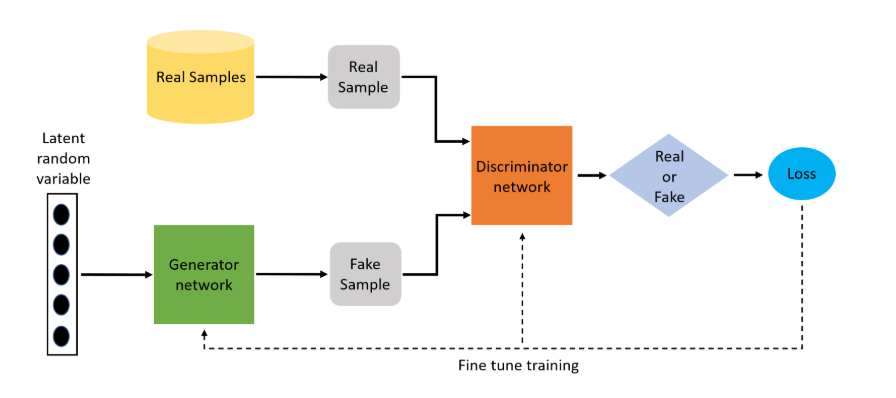 Real Samples
Real
Sample
Latent
random
variable
Discriminator
network
Real
or
Fake
Loss
Generator
network
Fake
Sample
Fine tune training